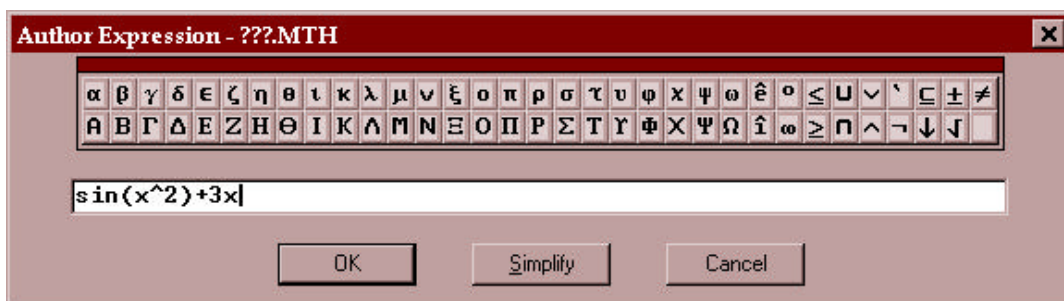 Author Expression - ???.MTH
α β γ δ ε ζ η θ ι κ λ μ ν ξ ο π ρ σ τ υ φ χ ψ ω ê ° ≤ ∪ ∨ ` ⊆ ± ≠
Α Β Γ Δ Ε Ζ Η Θ Ι Κ Λ Μ Ν Ξ Ο Π Ρ Σ Τ Υ Φ Χ Ψ Ω î ∞ ≥ ∩ ∧ ¬ ↓ √
sin(x^2)+3x
OK Simplify Cancel